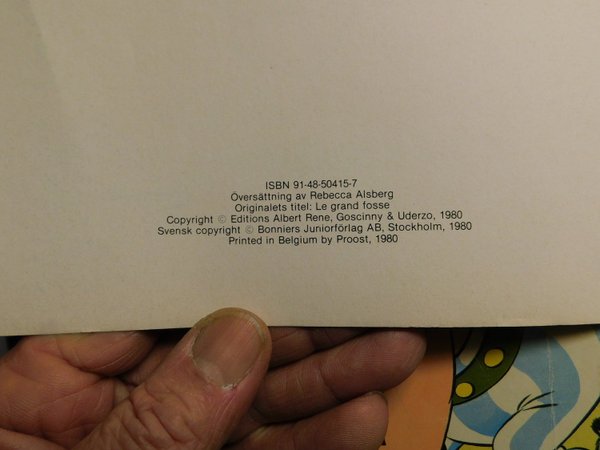 ISBN 91-48-50415-7
Översättning av Rebecca Alsberg
Originalets titel: Le grand fosse
Copyright © Editions Albert Rene, Goscinny & Uderzo, 1980
Svensk copyright © Bonniers Juniorförlag AB, Stockholm, 1980
Printed in Belgium by Proost, 1980